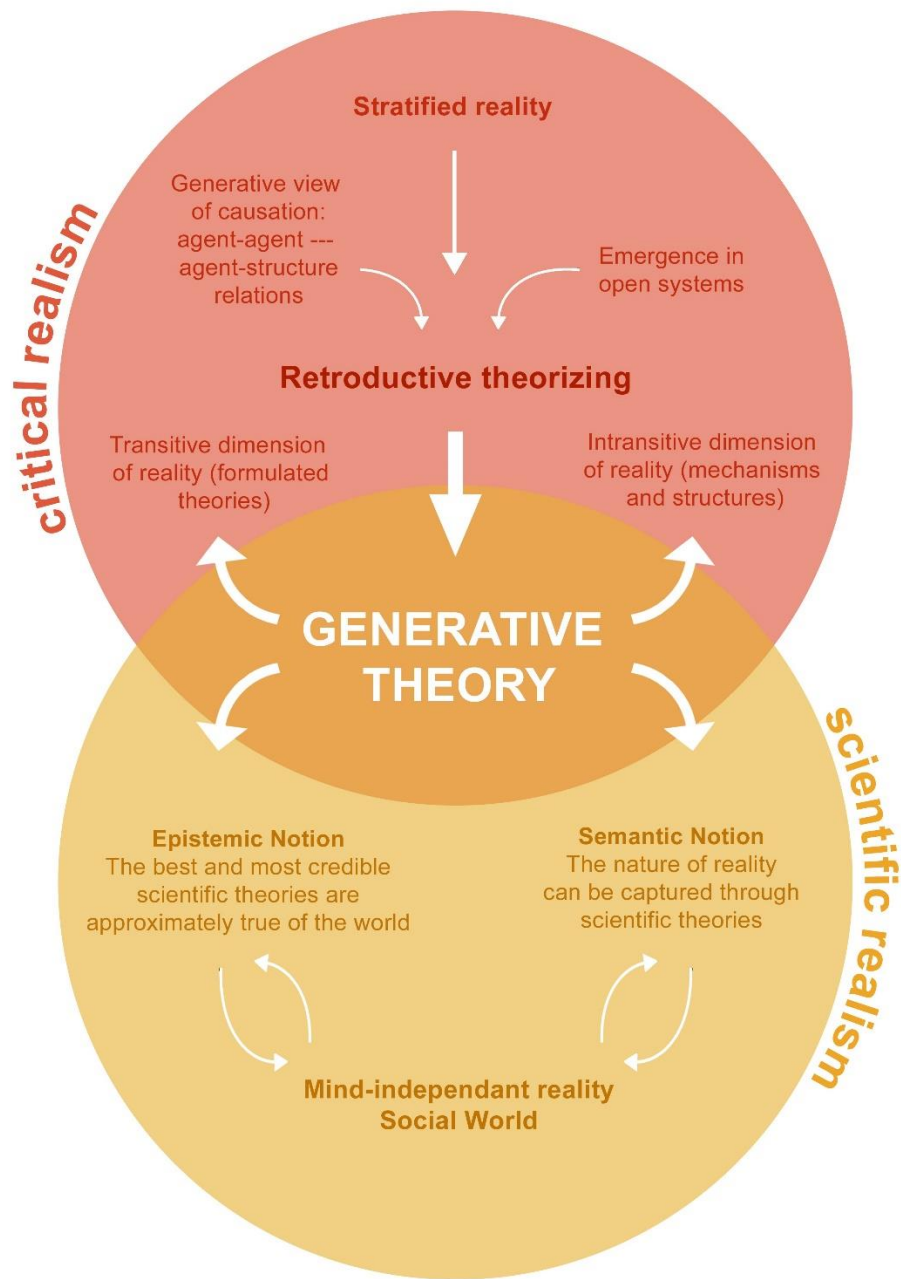 Stratified reality
Generative view
of causation:
agent-agent ---
agent-structure
relations
Emergence in
open systems
critical realism
Retroductive theorizing
Transitive dimension
of reality (formulated
theories)
Intransitive dimension
of reality (mechanisms
and structures)
GENERATIVE
THEORY
scientific realism
Epistemic Notion
The best and most credible
scientific theories are
approximately true of the world
Semantic Notion
The nature of reality
can be captured through
scientific theories
Mind-independant reality
Social World